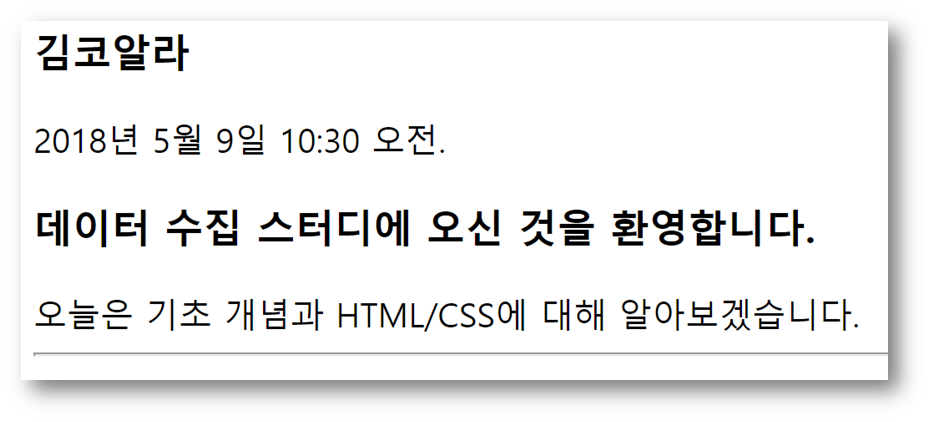 김코알라
2018년 5월 9일 10:30 오전.
데이터 수집 스터디에 오신 것을 환영합니다.
오늘은 기초 개념과 HTML/CSS에 대해 알아보겠습니다.